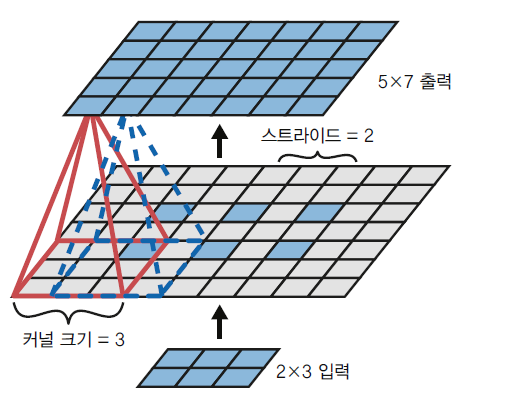 5×7 출력
스트라이드 = 2
커널 크기 = 3
2×3 입력